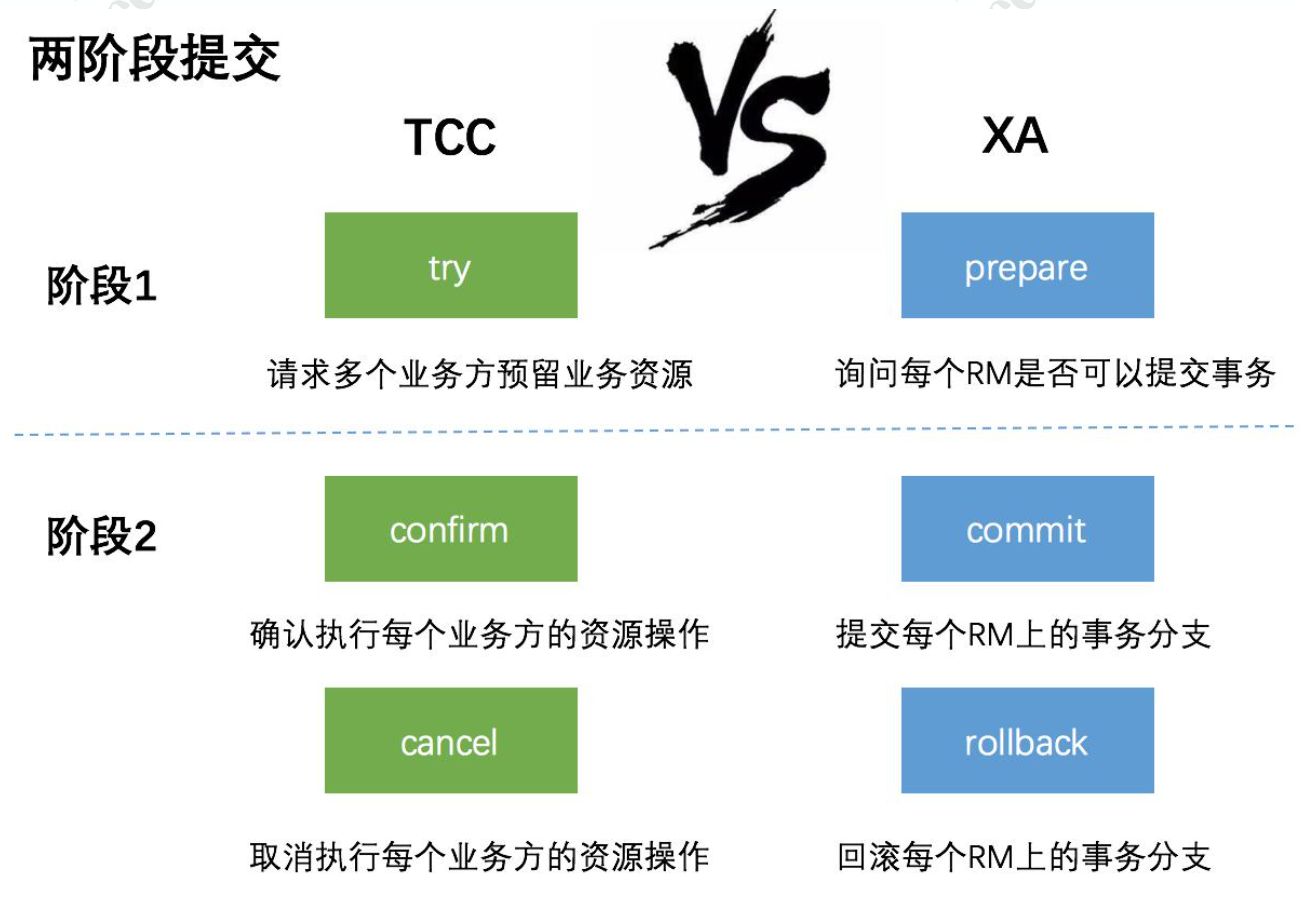 两阶段提交
VS
TCC
XA
阶段1
try
prepare
请求多个业务方预留业务资源
询问每个RM是否可以提交事务
阶段2
confirm
commit
确认执行每个业务方的资源操作
提交每个RM上的事务分支
cancel
rollback
取消执行每个业务方的资源操作
回滚每个RM上的事务分支